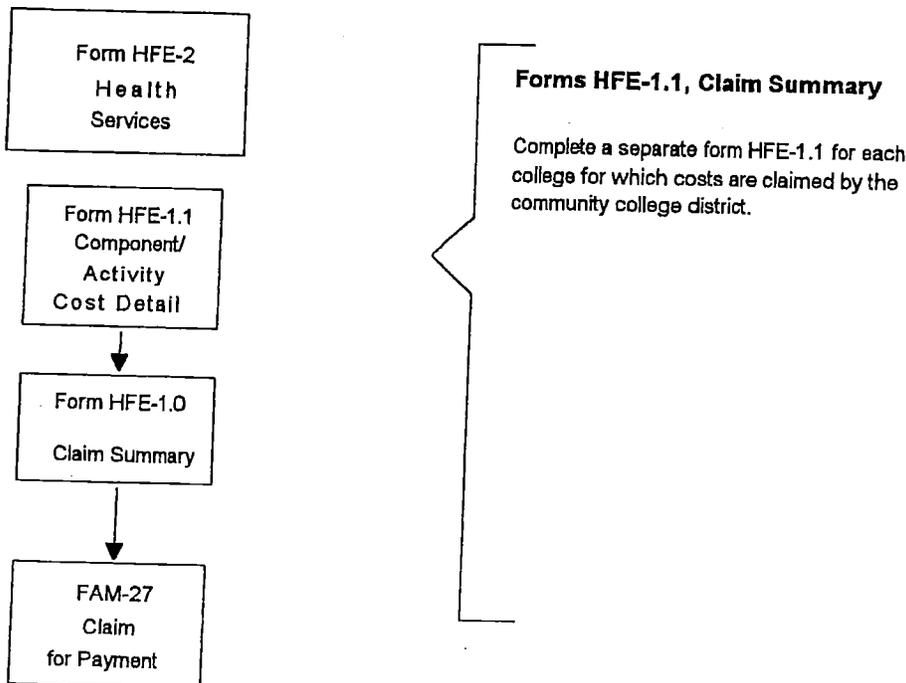 Form HFE-2
Health
Services
Form HFE-1.1
Component/
Activity
Cost Detail
Form HFE-1.0
Claim Summary
FAM-27
Claim
for Payment
Forms HFE-1.1, Claim Summary
Complete a separate form HFE-1.1 for each
college for which costs are claimed by the
community college district.